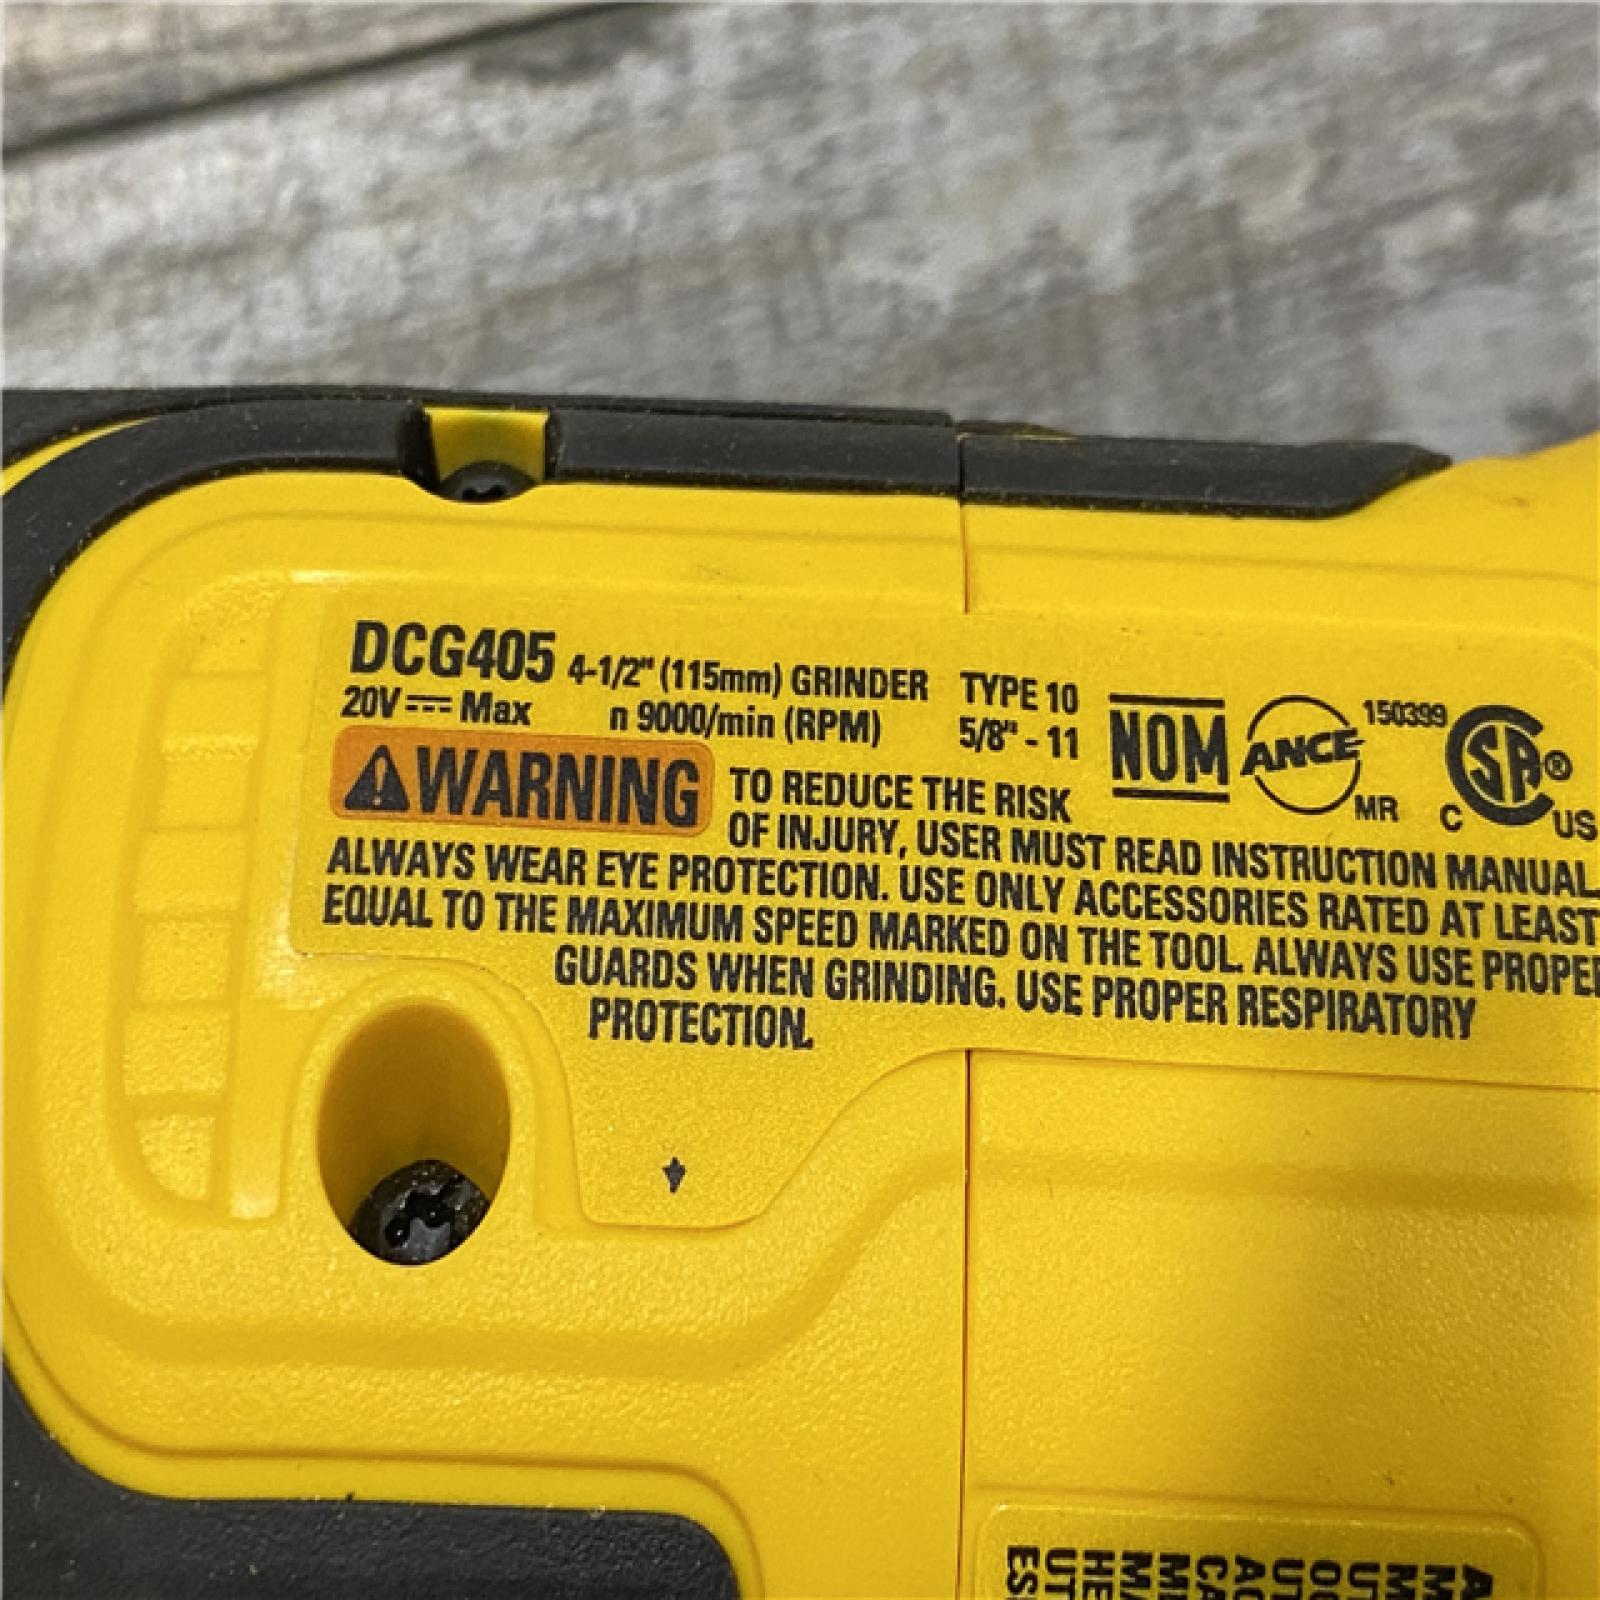 DCG405 4-1/2" (115mm) GRINDER TYPE 10
20V Max n 9000/min (RPM) 5/8" - 11
NOM
ANCE
MR
150399
CSA®
C US
WARNING TO REDUCE THE RISK
OF INJURY, USER MUST READ INSTRUCTION MANUAL.
ALWAYS WEAR EYE PROTECTION. USE ONLY ACCESSORIES RATED AT LEAST
EQUAL TO THE MAXIMUM SPEED MARKED ON THE TOOL. ALWAYS USE PROPER
GUARDS WHEN GRINDING. USE PROPER RESPIRATORY
PROTECTION.